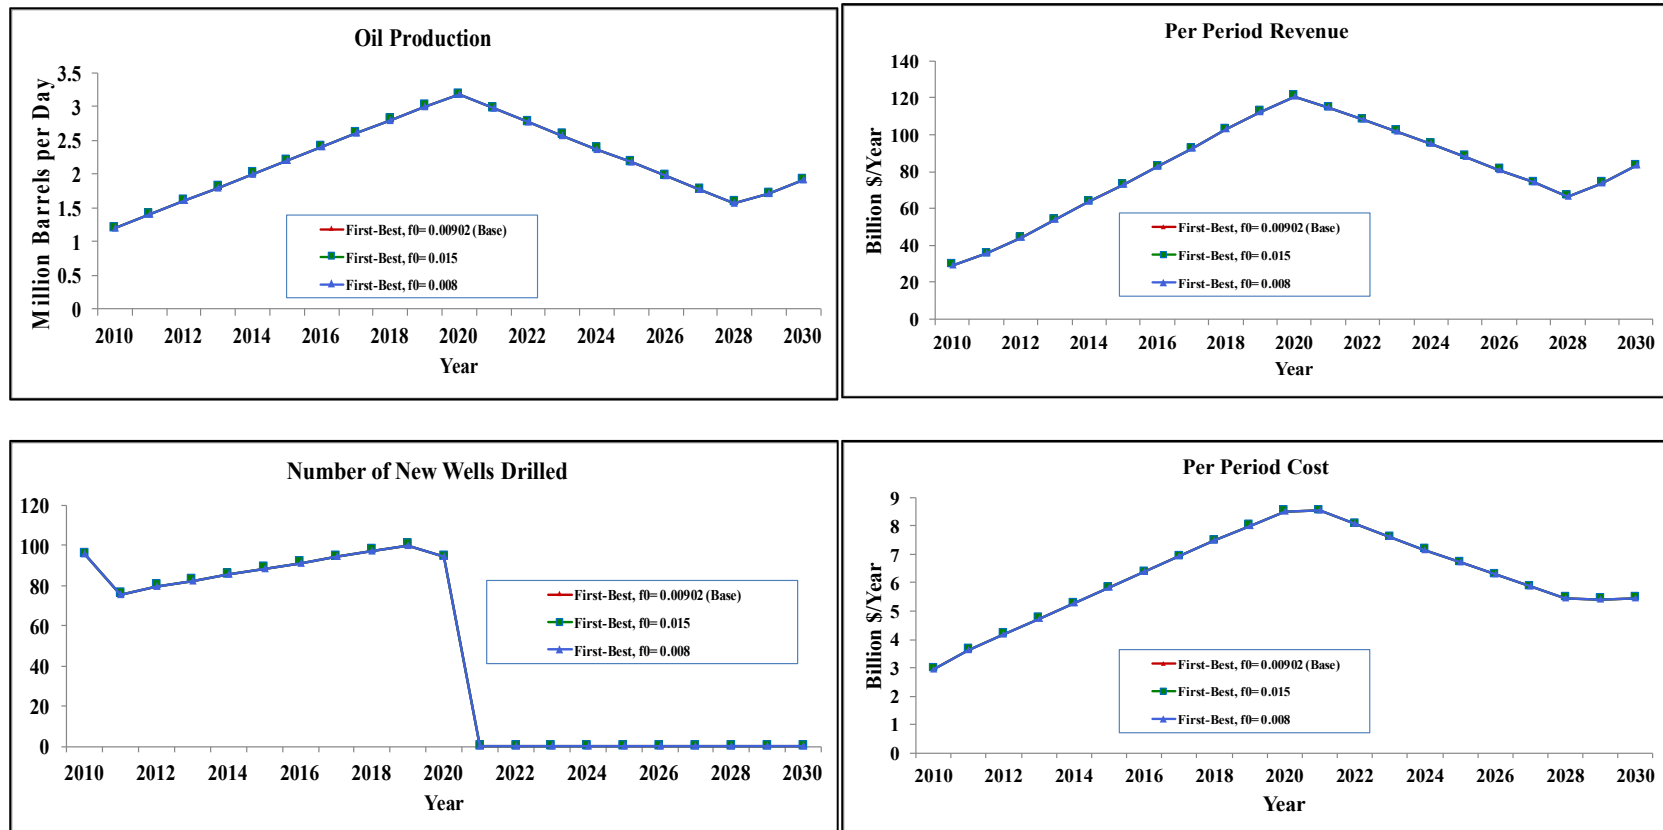 Oil Production
Million Barrels per Day
3.5
3
2.5
2
1.5
1
0.5
0
First-Best, f0= 0.00902 (Base)
First-Best, f0= 0.015
First-Best, f0= 0.008
2010 2012 2014 2016 2018 2020 2022 2024 2026 2028 2030
Year
Per Period Revenue
Billion $/Year
140
120
100
80
60
40
20
0
First-Best, f0= 0.00902 (Base)
First-Best, f0= 0.015
First-Best, f0= 0.008
2010 2012 2014 2016 2018 2020 2022 2024 2026 2028 2030
Year
Number of New Wells Drilled
120
100
80
60
40
20
0
First-Best, f0= 0.00902 (Base)
First-Best, f0= 0.015
First-Best, f0= 0.008
2010 2012 2014 2016 2018 2020 2022 2024 2026 2028 2030
Year
Per Period Cost
Billion $/Year
9
8
7
6
5
4
3
2
1
0
First-Best, f0= 0.00902 (Base)
First-Best, f0= 0.015
First-Best, f0= 0.008
2010 2012 2014 2016 2018 2020 2022 2024 2026 2028 2030
Year